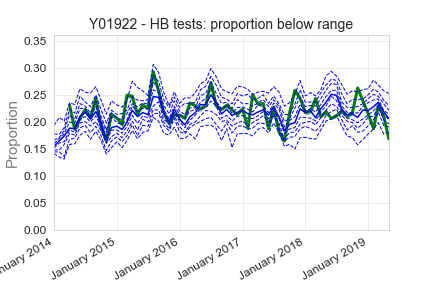 Y01922 - HB tests: proportion below range
0.35
0.30
0.25
0.20
0.15
0.10
0.05
0.00
Proportion
2014
January 2015
January 2016
January 2017
January 2018
January 2019